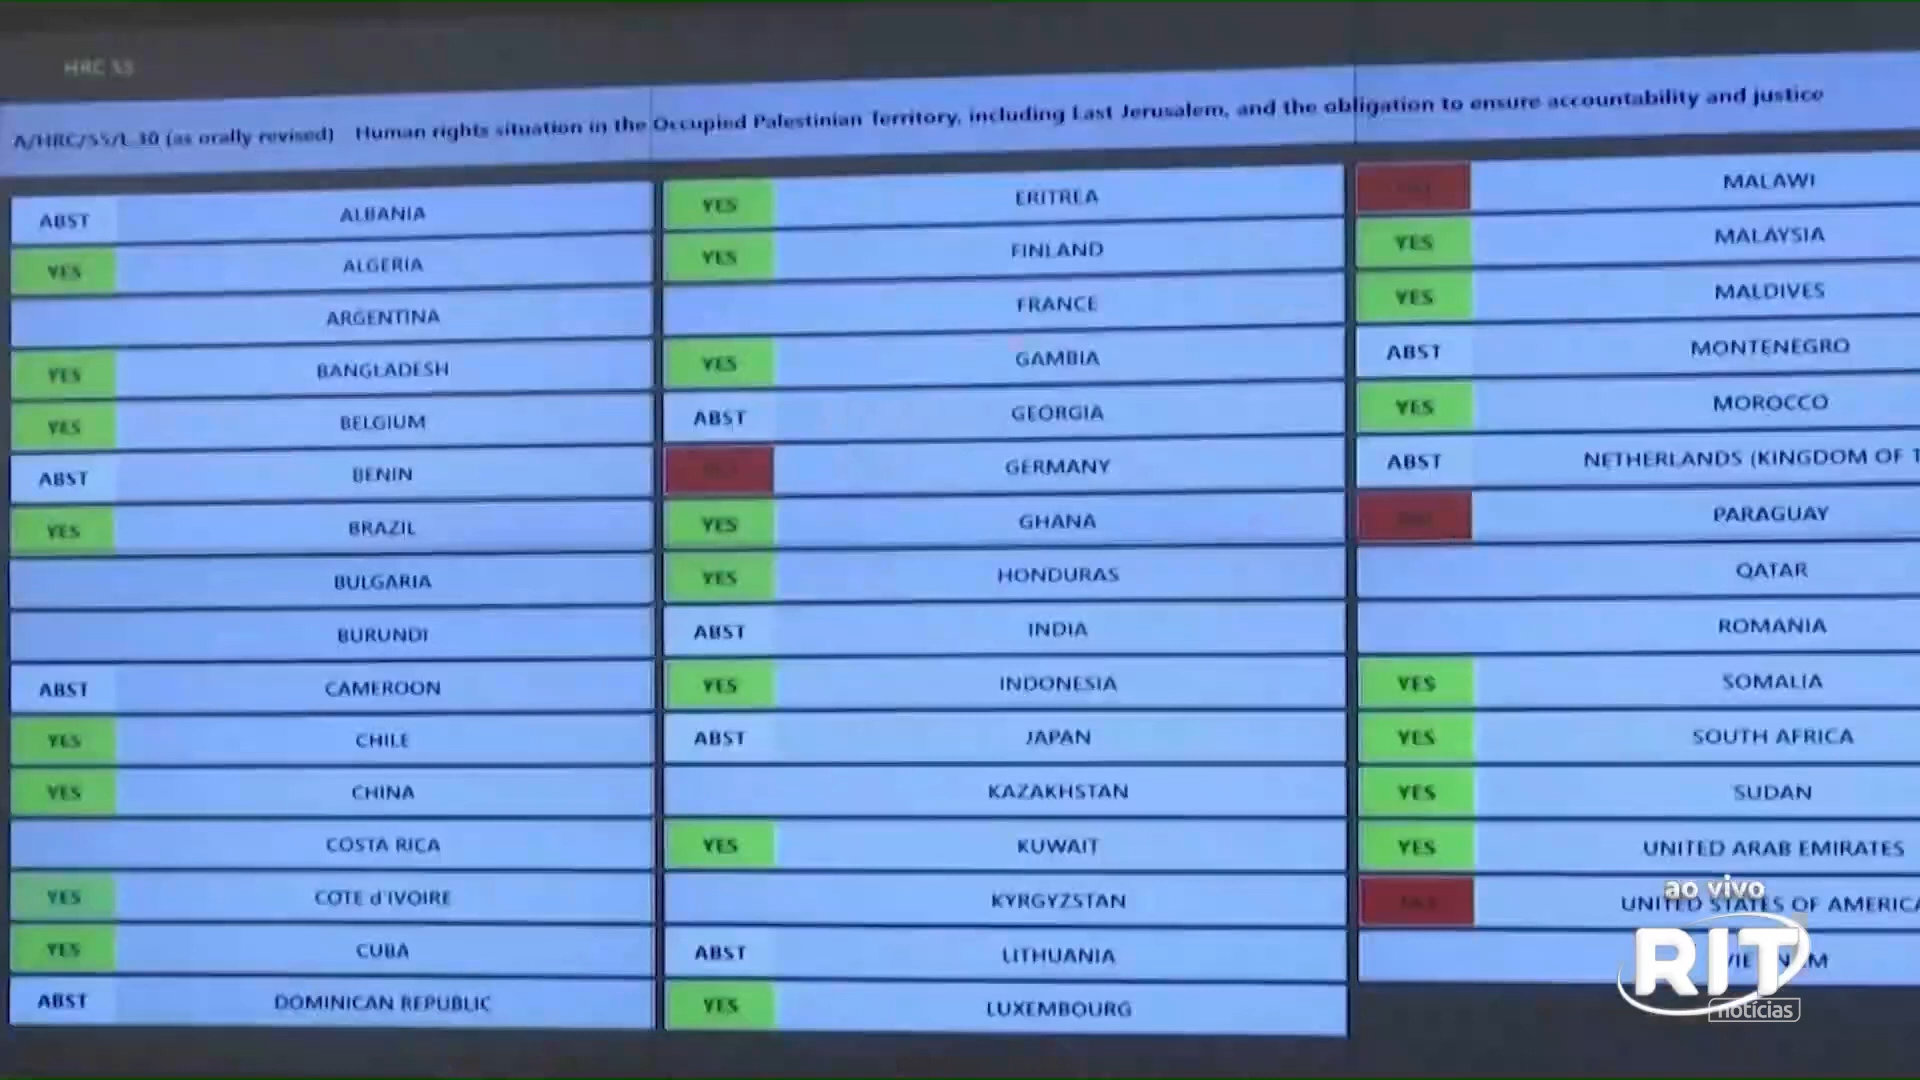 HRC 55
A/HRC/55/L.30 (as orally revised) Human rights situation in the Occupied Palestinian Territory, including East Jerusalem, and the obligation to ensure accountability and justice
ABST ALBANIA
YES ALGERIA
ARGENTINA
YES BANGLADESH
YES BELGIUM
ABST BENIN
YES BRAZIL
BULGARIA
BURUNDI
ABST CAMEROON
YES CHILE
YES CHINA
COSTA RICA
YES COTE d'IVOIRE
YES CUBA
ABST DOMINICAN REPUBLIC
YES ERITREA
YES FINLAND
FRANCE
YES GAMBIA
ABST GEORGIA
GERMANY
YES GHANA
YES HONDURAS
ABST INDIA
YES INDONESIA
ABST JAPAN
KAZAKHSTAN
YES KUWAIT
KYRGYZSTAN
ABST LITHUANIA
YES LUXEMBOURG
MALAWI
YES MALAYSIA
YES MALDIVES
ABST MONTENEGRO
YES MOROCCO
ABST NETHERLANDS (KINGDOM OF T
PARAGUAY
QATAR
ROMANIA
YES SOMALIA
YES SOUTH AFRICA
YES SUDAN
YES UNITED ARAB EMIRATES
UNITED STATES OF AMERICA
VIETNAM
ao vivo
RIT
notícias